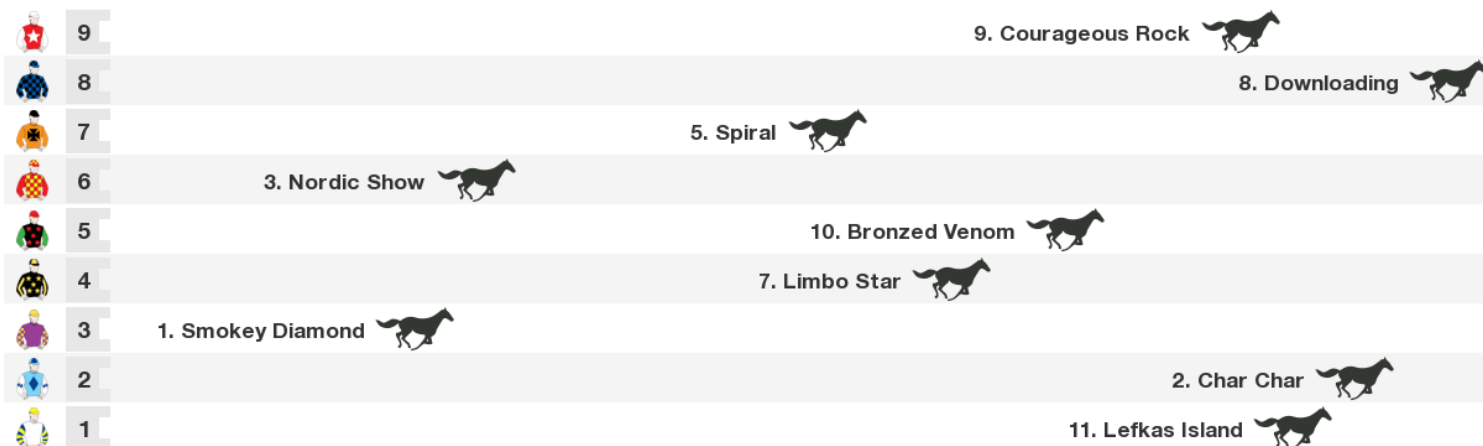 9 9. Courageous Rock
8 8. Downloading
7 5. Spiral
6 3. Nordic Show
5 10. Bronzed Venom
4 7. Limbo Star
3 1. Smokey Diamond
2 2. Char Char
1 11. Lefkas Island